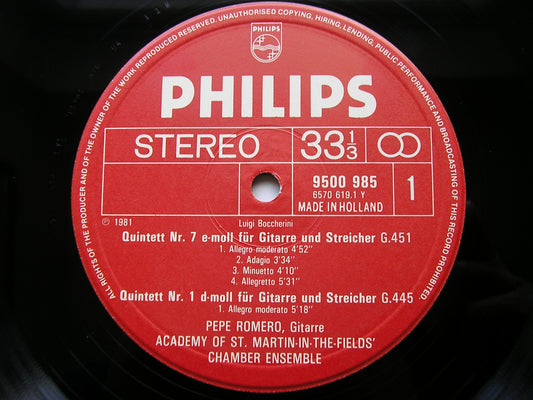 ALL RIGHTS OF THE PRODUCER AND OF THE OWNER OF THE WORK REPRODUCED RESERVED. UNAUTHORISED COPYING, HIRING, LENDING, PUBLIC PERFORMANCE AND BROADCASTING OF THIS RECORD PROHIBITED
PHILIPS
PHILIPS
STEREO 33 1/3
9500 985
6570 619.1 Y
MADE IN HOLLAND
1
℗ 1981
Luigi Boccherini
Quintett Nr. 7 e-moll für Gitarre und Streicher G.451
1. Allegro moderato 4'52"
2. Adagio 3'34"
3. Minuetto 4'10"
4. Allegretto 5'31"
Quintett Nr. 1 d-moll für Gitarre und Streicher G.445
1. Allegro moderato 5'18"
PEPE ROMERO, Gitarre
ACADEMY OF ST. MARTIN-IN-THE-FIELDS'
CHAMBER ENSEMBLE